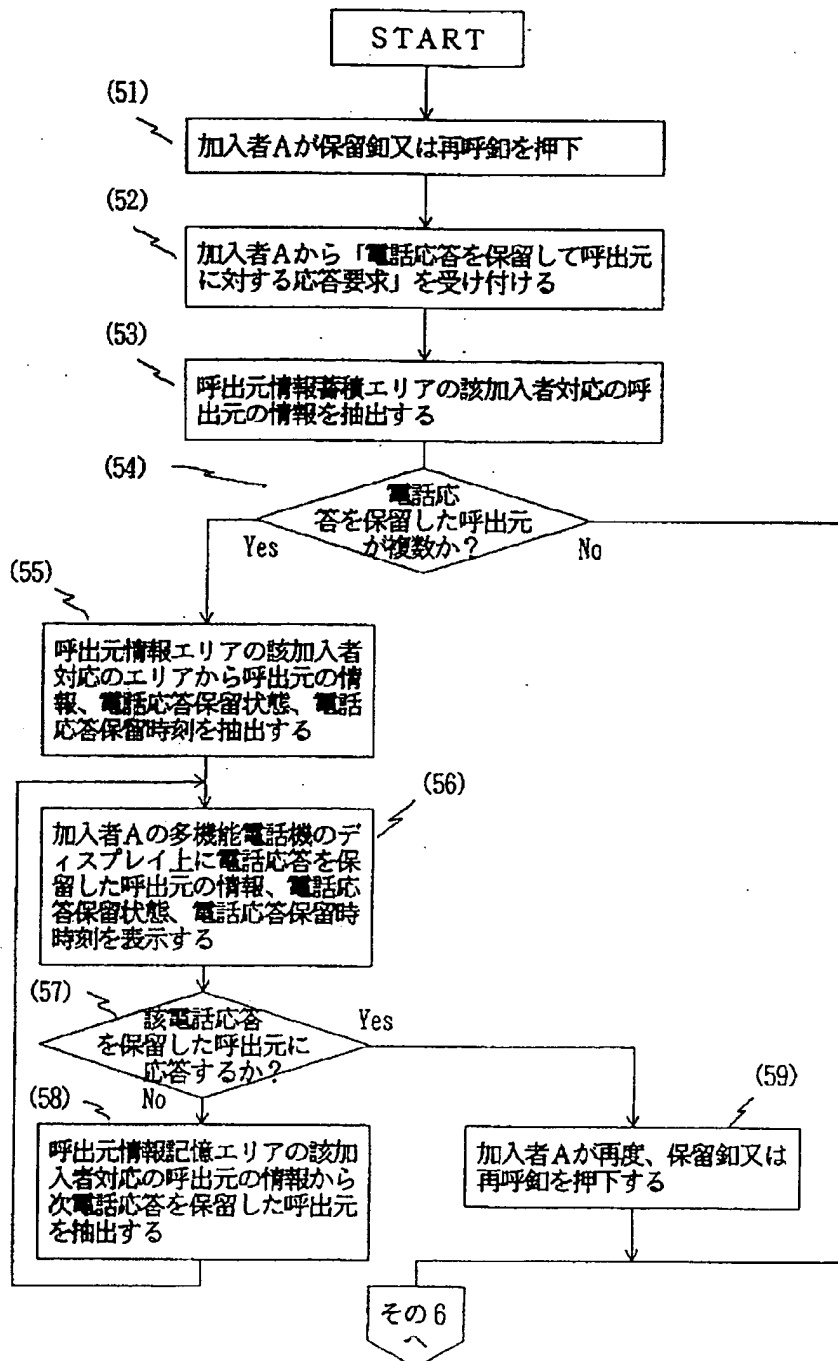 START
(51)
加入者Aが保留釦又は再呼釦を押下
(52)
加入者Aから「電話応答を保留して呼出元
に対する応答要求」を受け付ける
(53)
呼出元情報蓄積エリアの該加入者対応の呼
出元の情報を抽出する
(54)
電話応
答を保留した呼出元
が複数か?
Yes
No
(55)
呼出元情報エリアの該加入者
対応のエリアから呼出元の情
報、電話応答保留状態、電話
応答保留時刻を抽出する
(56)
加入者Aの多機能電話機のデ
ィスプレイ上に電話応答を保
留した呼出元の情報、電話応
答保留状態、電話応答保留時
時刻を表示する
(57)
該電話応答
を保留した呼出元に
応答するか?
Yes
No
(58)
呼出元情報記憶エリアの該加
入者対応の呼出元の情報から
次電話応答を保留した呼出元
を抽出する
(59)
加入者Aが再度、保留釦又は
再呼釦を押下する
その6
へ